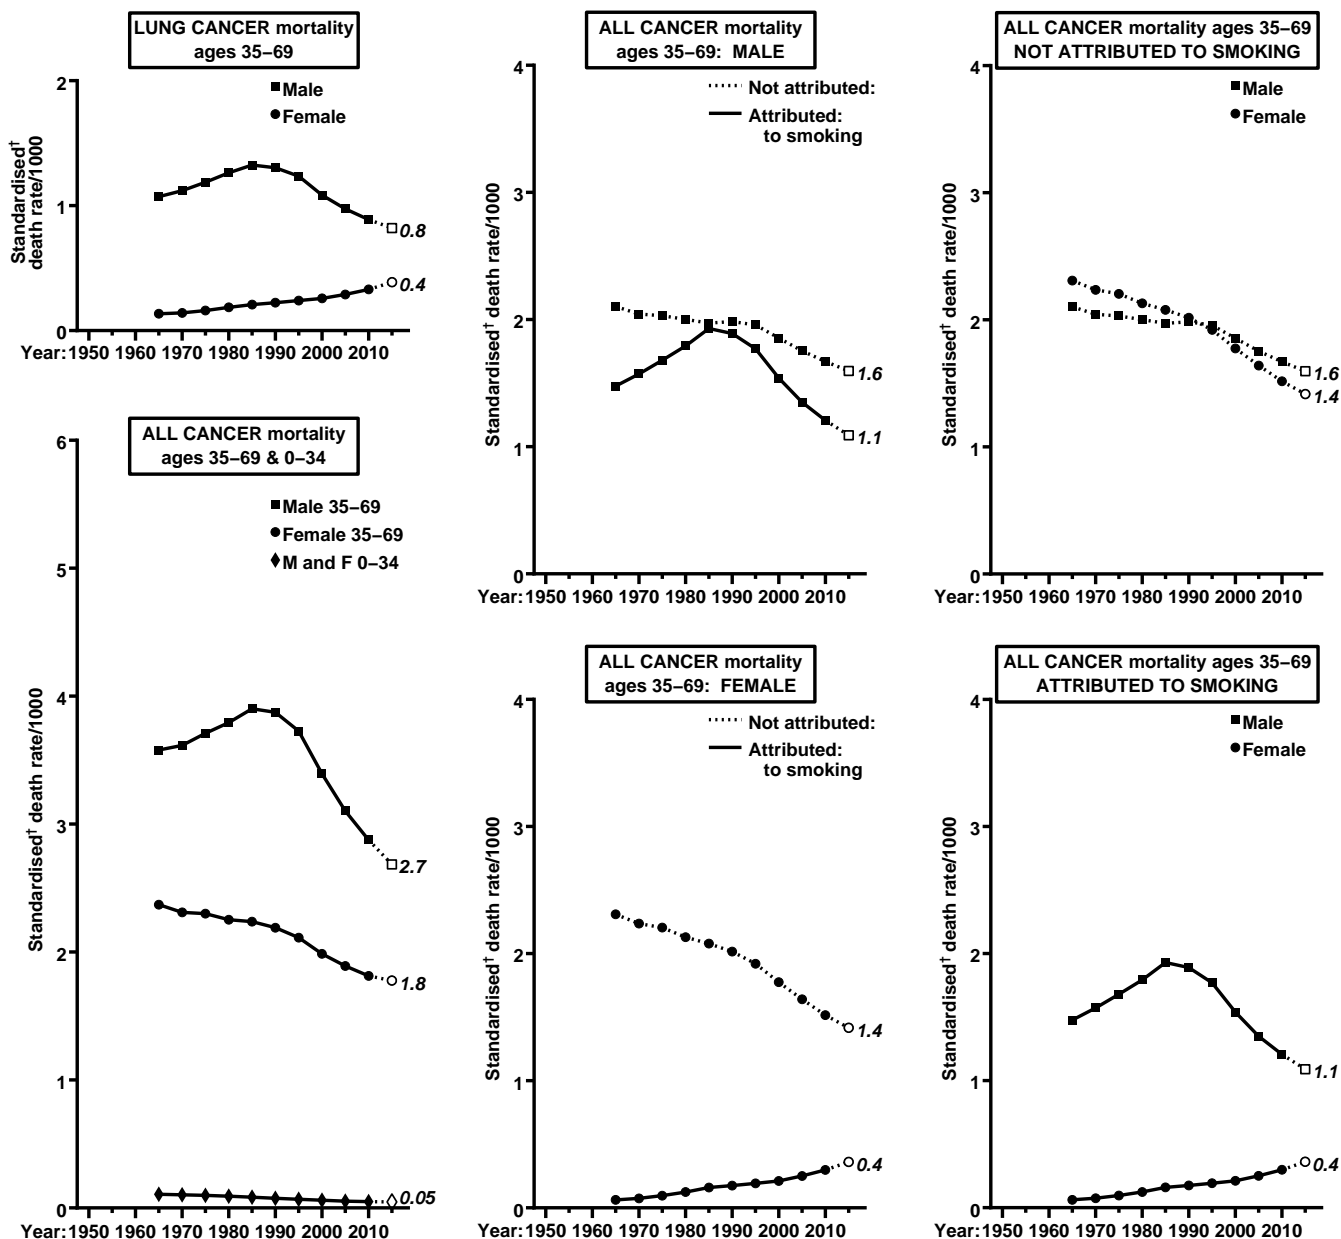 LUNG CANCER mortality
ages 35–69
2
Male
Female
Standardised†
death rate/1000
1
0.8
0.4
0
Year: 1950 1960 1970 1980 1990 2000 2010
ALL CANCER mortality
ages 35–69 & 0–34
6
Male 35–69
Female 35–69
M and F 0–34
5
4
Standardised† death rate/1000
3
2.7
2
1.8
1
0.05
0
Year: 1950 1960 1970 1980 1990 2000 2010
ALL CANCER mortality
ages 35–69: MALE
4
Not attributed:
Attributed:
to smoking
3
Standardised† death rate/1000
2
1.6
1.1
1
0
Year: 1950 1960 1970 1980 1990 2000 2010
ALL CANCER mortality
ages 35–69: FEMALE
4
Not attributed:
Attributed:
to smoking
3
Standardised† death rate/1000
2
1.4
1
0.4
0
Year: 1950 1960 1970 1980 1990 2000 2010
ALL CANCER mortality ages 35–69
NOT ATTRIBUTED TO SMOKING
4
Male
Female
3
Standardised† death rate/1000
2
1.6
1.4
1
0
Year: 1950 1960 1970 1980 1990 2000 2010
ALL CANCER mortality ages 35–69
ATTRIBUTED TO SMOKING
4
Male
Female
3
Standardised† death rate/1000
2
1.1
1
0.4
0
Year: 1950 1960 1970 1980 1990 2000 2010